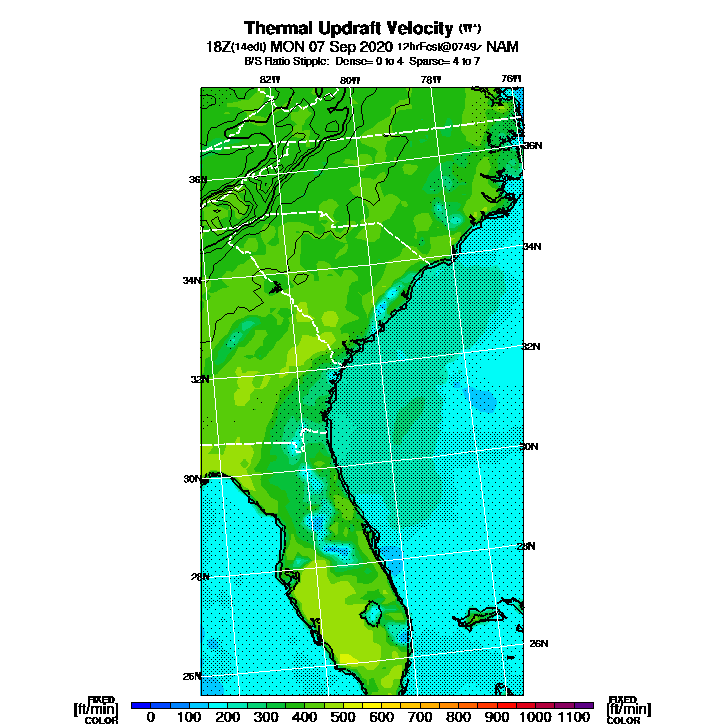 Thermal Updraft Velocity (W*)
18Z(14edt) MON 07 Sep 2020 12hrFcst@0749z NAM
B/S Ratio Stipple: Dense= 0 to 4 Sparse= 4 to 7
82W 80W 78W 76W
36N
36N
34N
34N
32N
32N
30N
30N
28N
28N
26N
26N
FIXED FIXED
[ft/min] 0 100 200 300 400 500 600 700 800 900 1000 1100 [ft/min]
COLOR COLOR